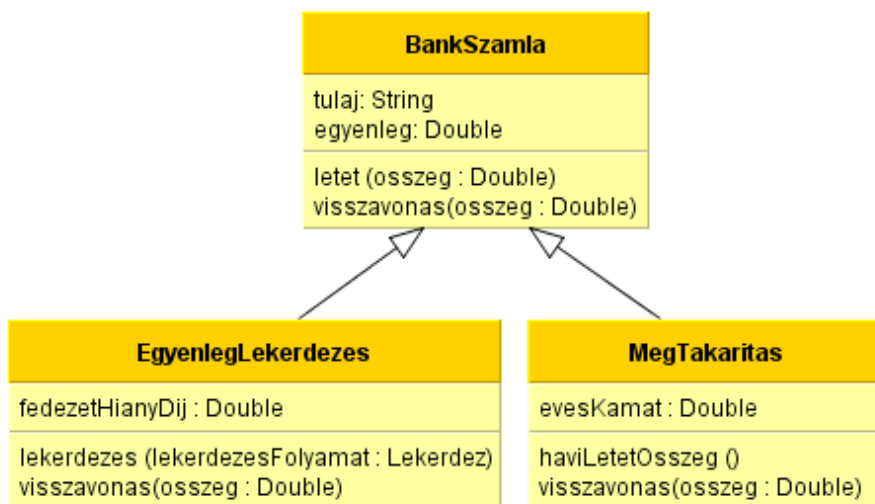 BankSzamla
tulaj: String
egyenleg: Double
letet (osszeg : Double)
visszavonas(osszeg : Double)
EgyenlegLekerdezes
fedezetHianyDij : Double
lekerdezes (lekerdezesFolyamat : Lekerdez)
visszavonas(osszeg : Double)
MegTakaritas
evesKamat : Double
haviLetetOsszeg ()
visszavonas(osszeg : Double)